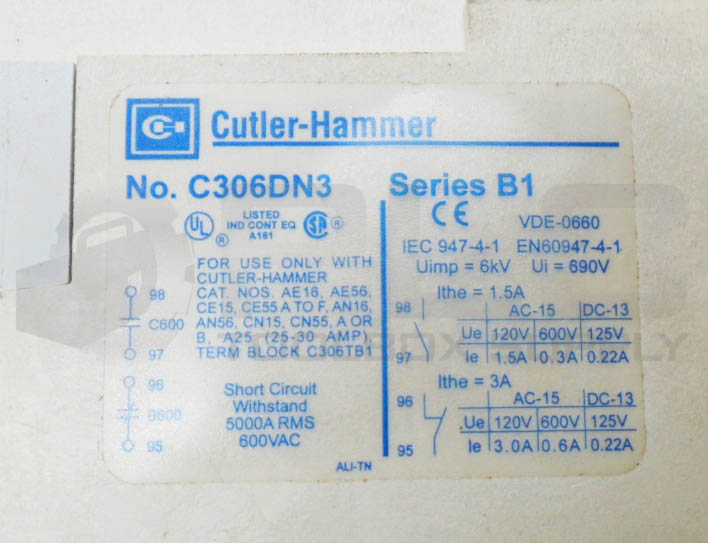 Cutler-Hammer
No. C306DN3
Series B1
UL
®
LISTED
IND CONT EQ
A161
SA
®
CE
VDE-0660
IEC 947-4-1 EN60947-4-1
Uimp = 6kV Ui = 690V
FOR USE ONLY WITH
CUTLER-HAMMER
CAT. NOS. AE16, AE56,
CE15, CE55 A TO F, AN16,
AN56, CN15, CN55, A OR
B, A25 (25-30 AMP)
TERM BLOCK C306TB1
98
C600
97
96
B600
95
Short Circuit
Withstand
5000A RMS
600VAC
Ithe = 1.5A
98
97
AC-15 DC-13
Ue 120V 600V 125V
Ie 1.5A 0.3A 0.22A
Ithe = 3A
96
95
AC-15 DC-13
Ue 120V 600V 125V
Ie 3.0A 0.6A 0.22A
ALI-TN